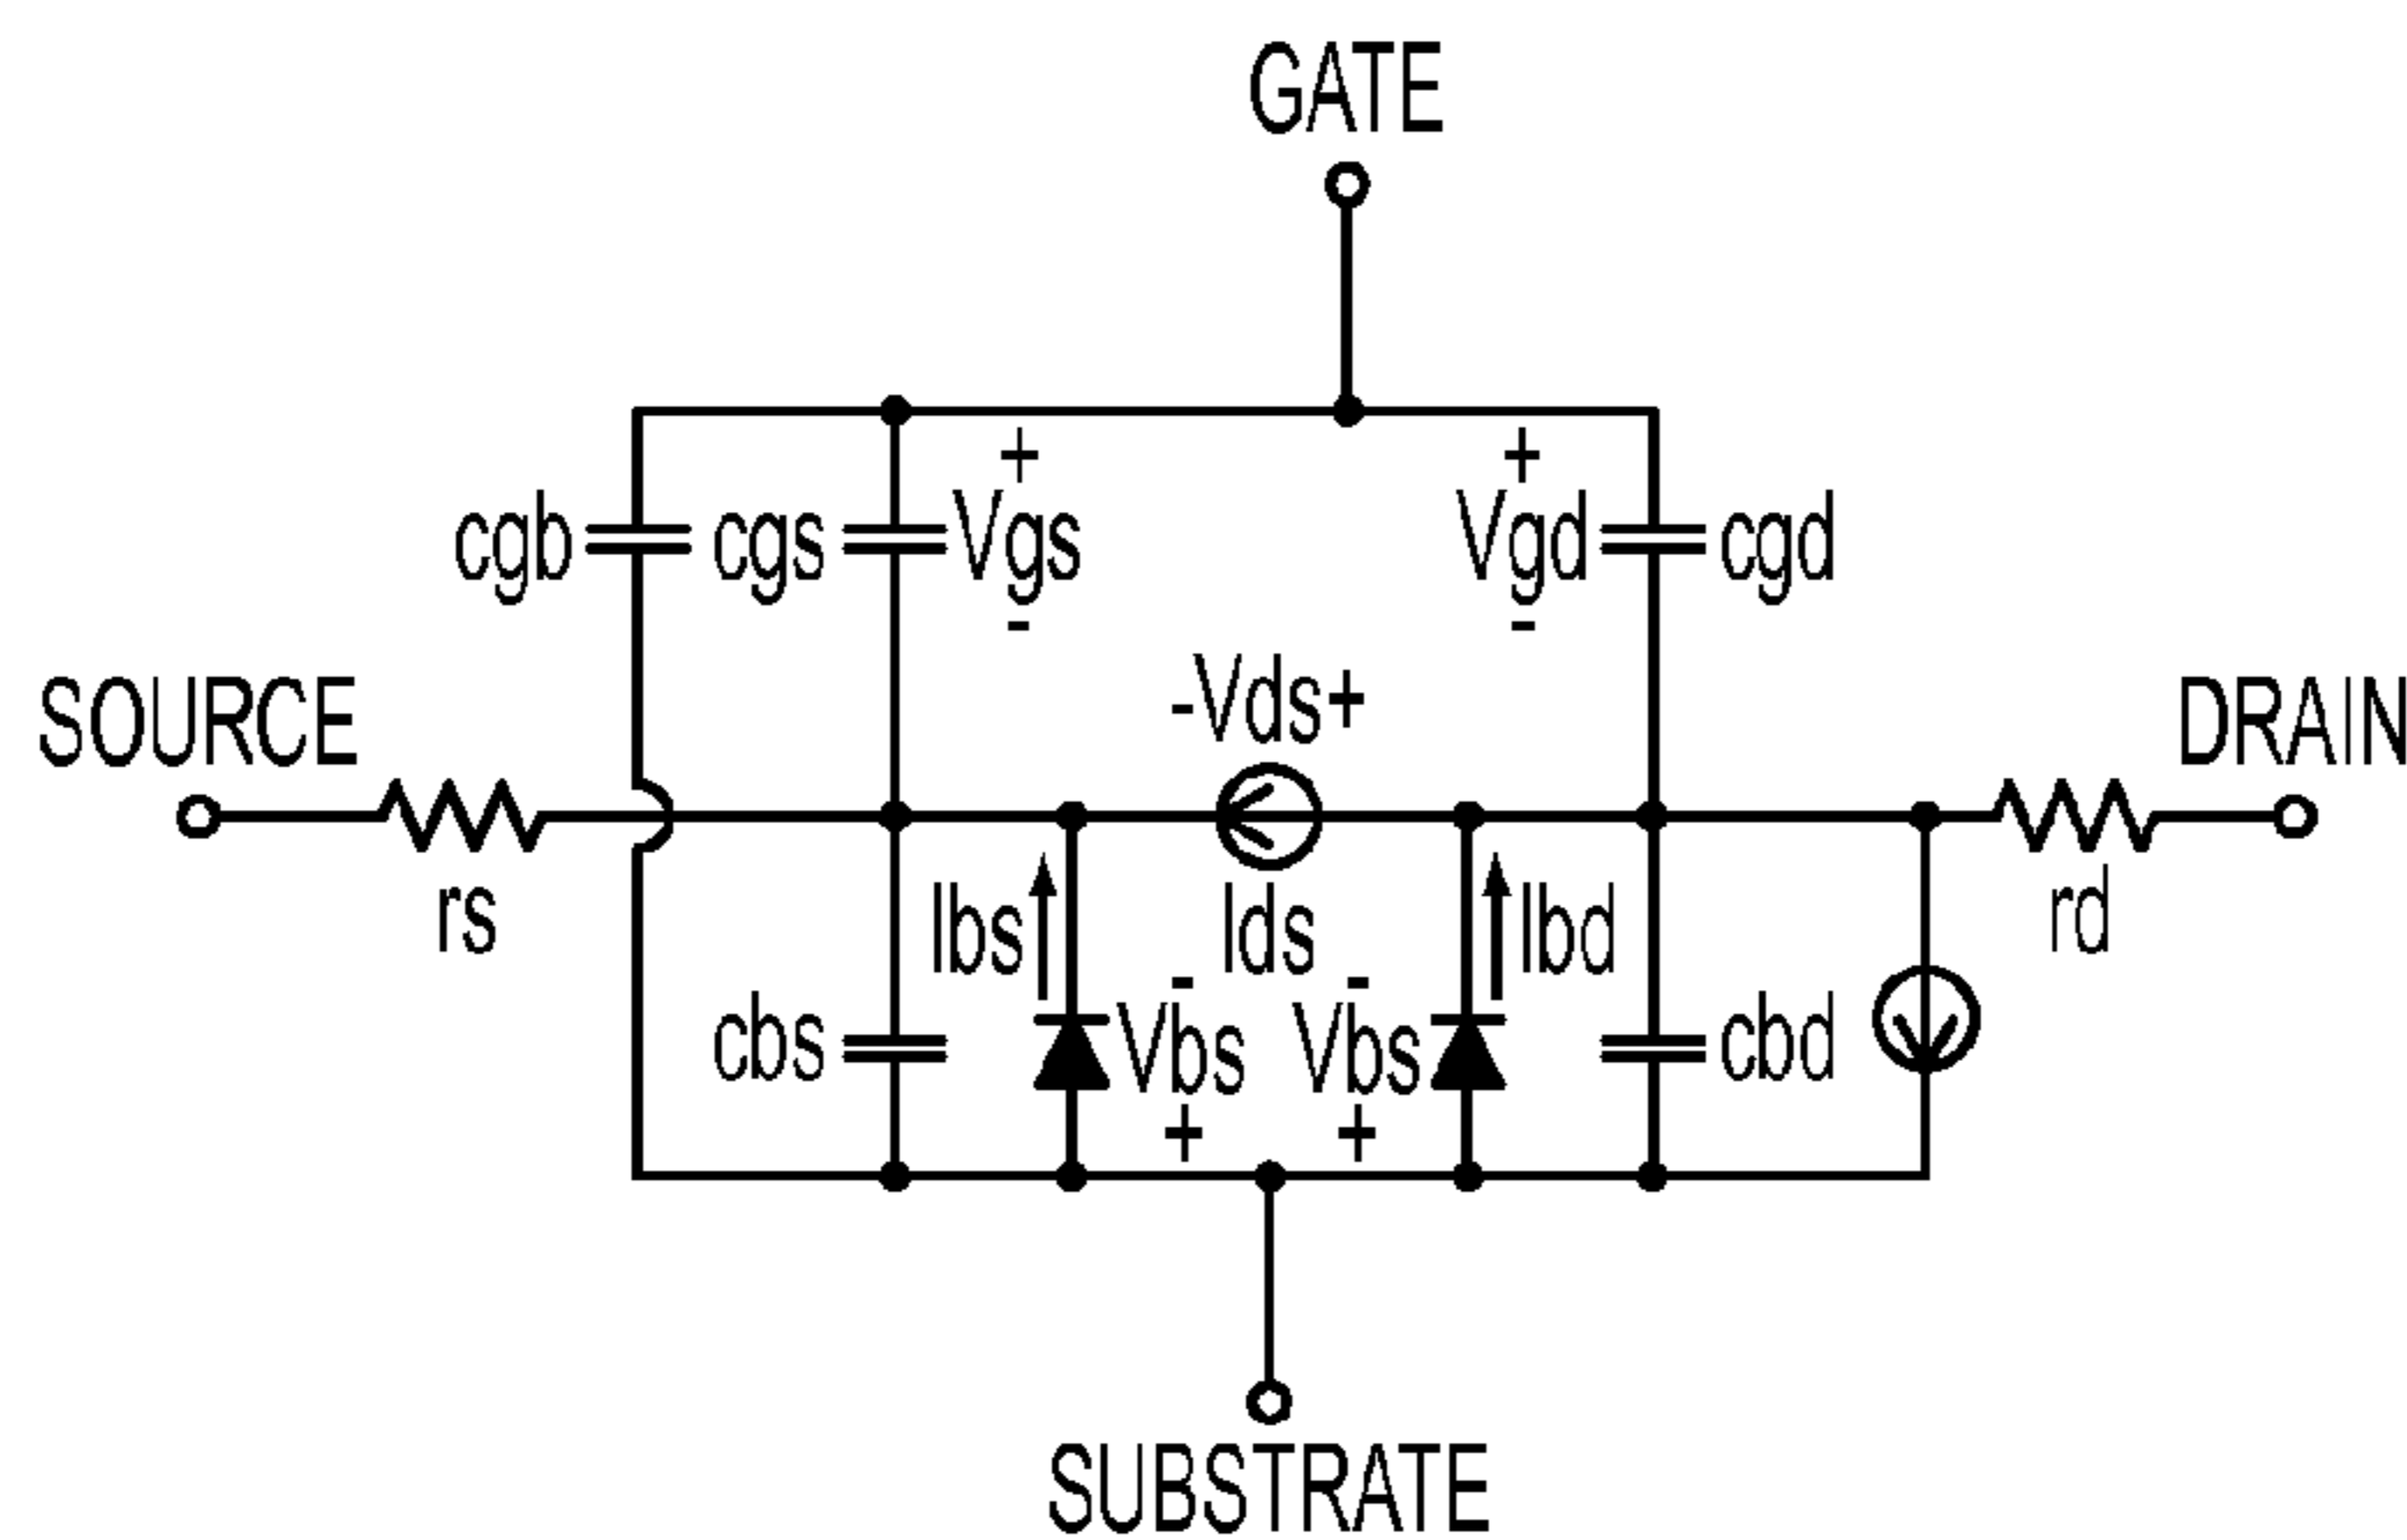 GATE
+
+
cgb
cgs
Vgs
Vgd
cgd
-
-
SOURCE
-Vds+
DRAIN
rs
Ibs
Ids
Ibd
rd
-
-
cbs
Vbs
Vbs
cbd
+
+
SUBSTRATE